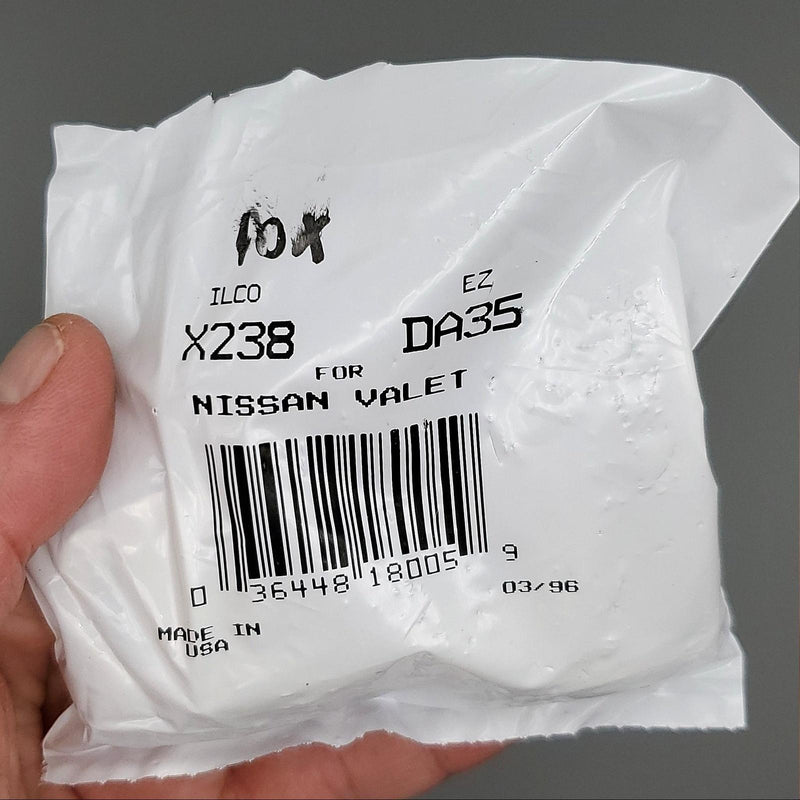 10X
ILCO EZ
X238 DA35
FOR
NISSAN VALET
0 36448 18005 9
03/96
MADE IN
USA